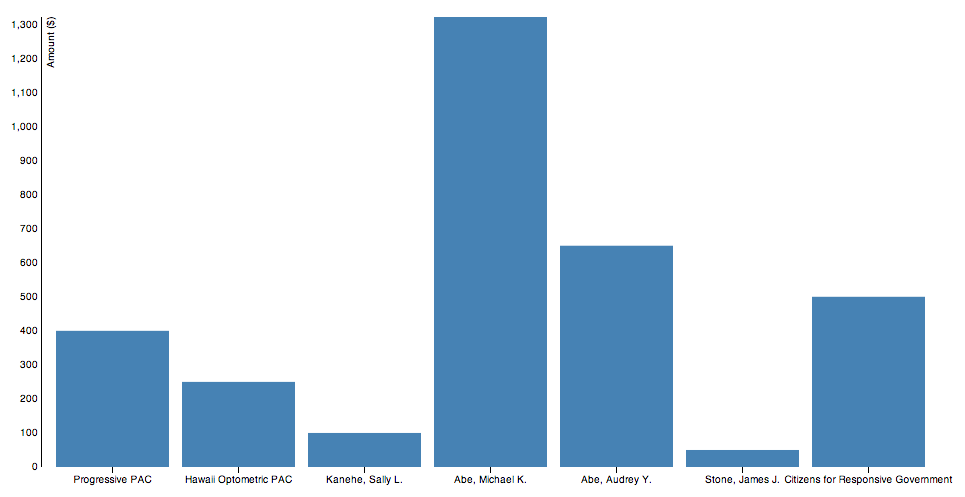 Amount ($)
1,300
1,200
1,100
1,000
900
800
700
600
500
400
300
200
100
0
Progressive PAC
Hawaii Optometric PAC
Kanehe, Sally L.
Abe, Michael K.
Abe, Audrey Y.
Stone, James J.
Citizens for Responsive Government